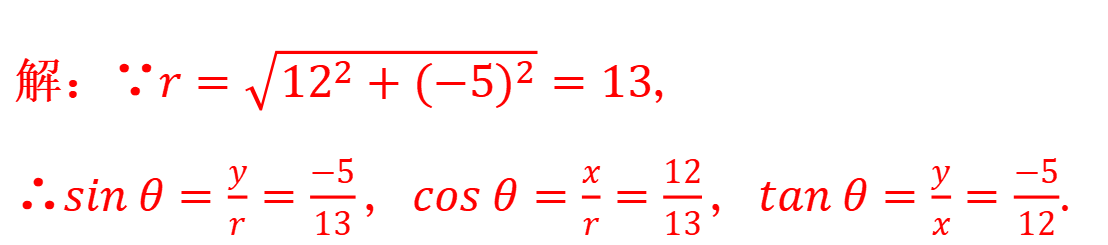 解：∵r = √(12² + (−5)²) = 13,
∴sin θ = y/r = −5/13 , cos θ = x/r = 12/13 , tan θ = y/x = −5/12.